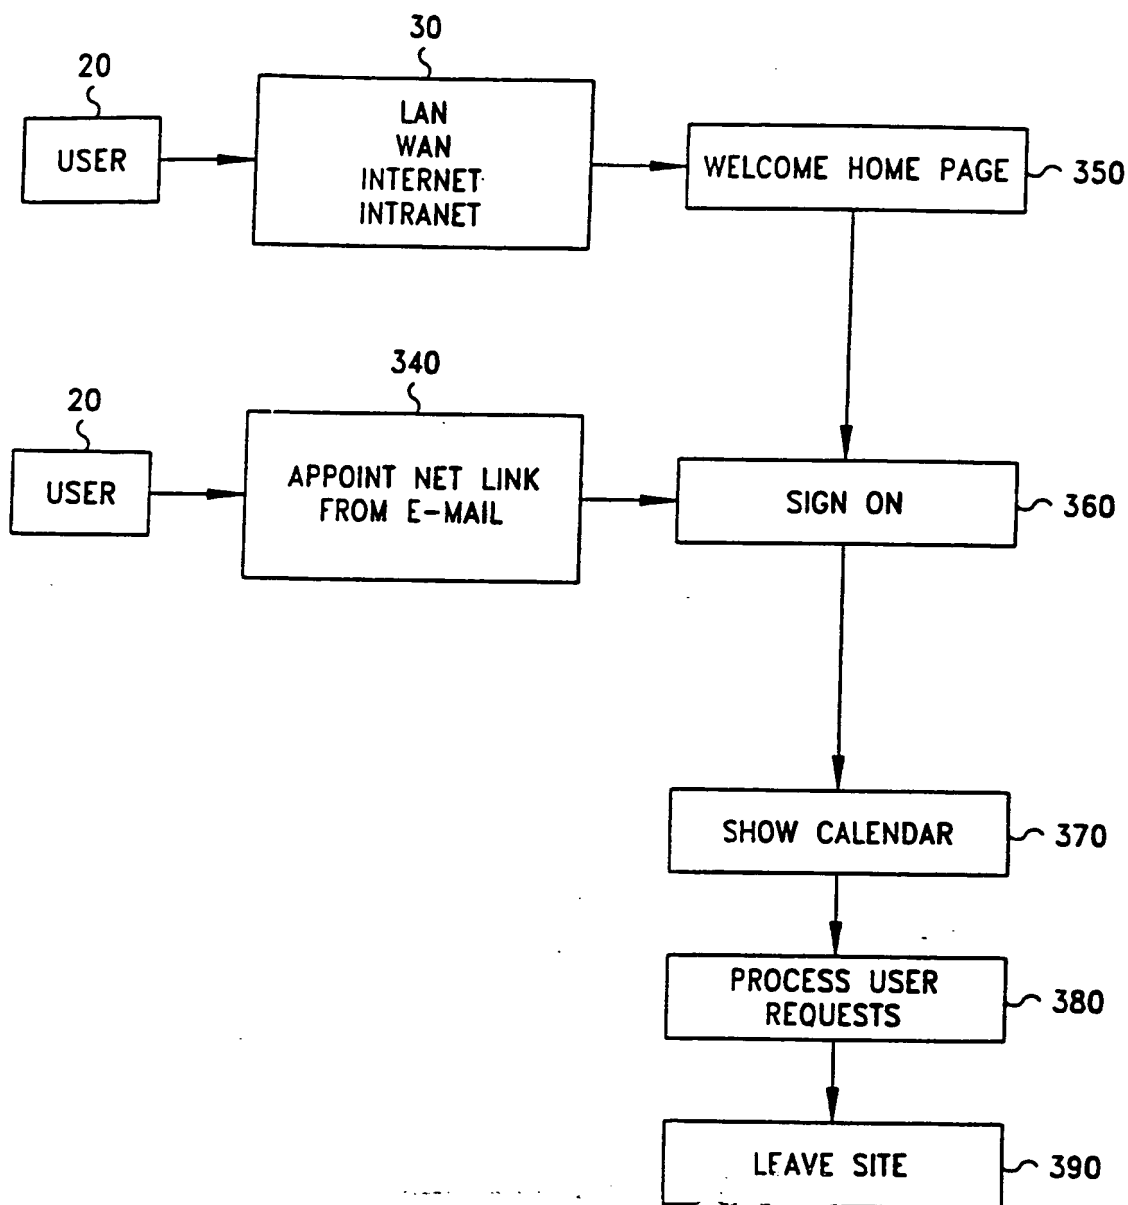 30
20
LAN
WAN
INTERNET
INTRANET
USER
WELCOME HOME PAGE
350
340
20
APPOINT NET LINK
FROM E-MAIL
USER
SIGN ON
360
SHOW CALENDAR
370
PROCESS USER
REQUESTS
380
LEAVE SITE
390